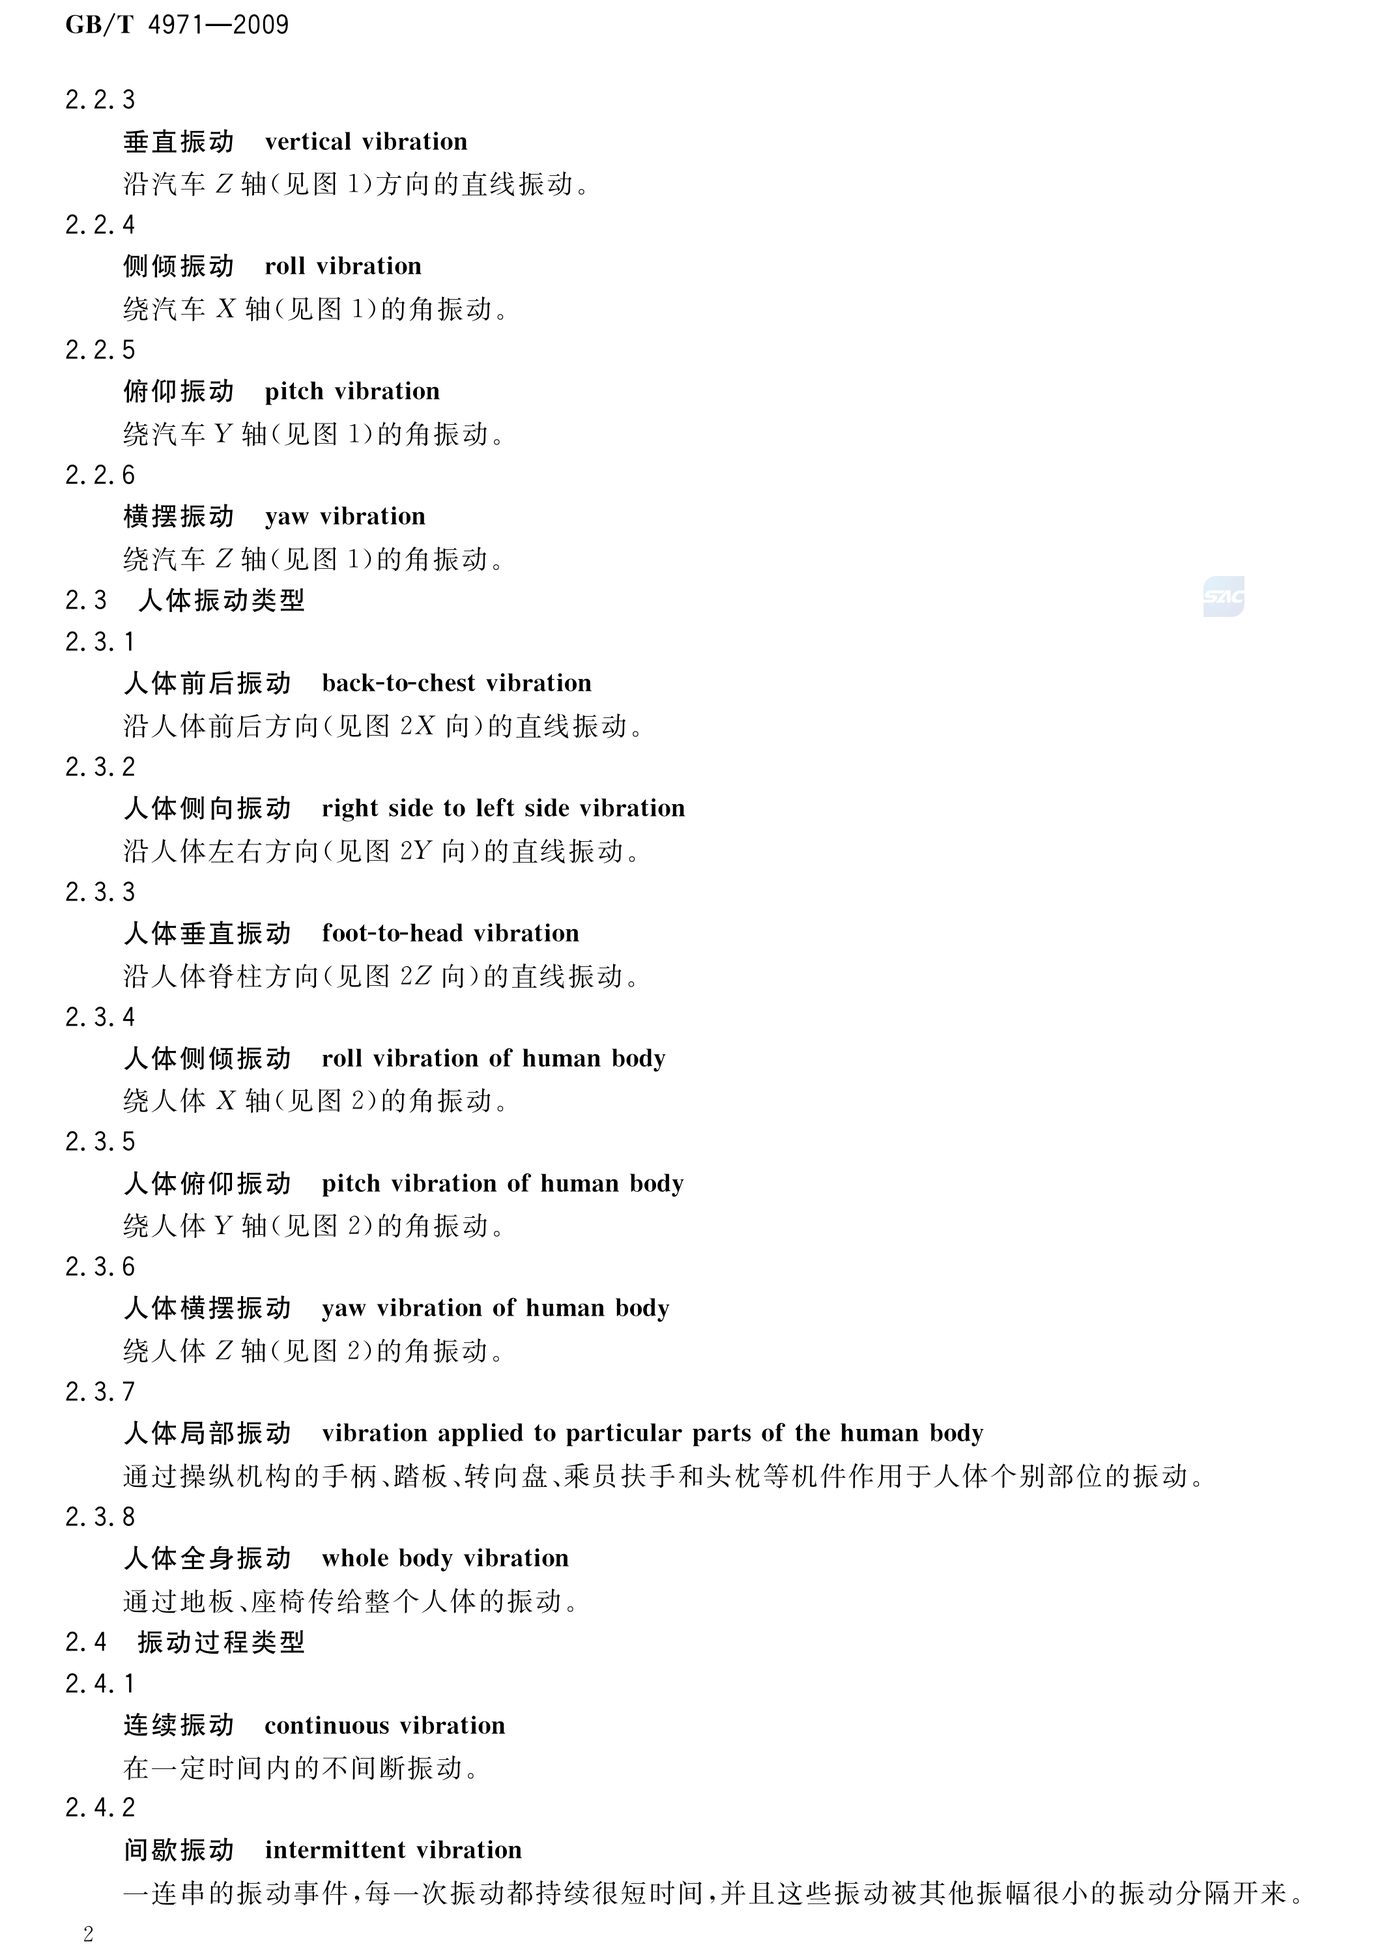 GB/T 4971—2009
2.2.3
垂直振动 vertical vibration
沿汽车 Z 轴(见图 1)方向的直线振动。
2.2.4
侧倾振动 roll vibration
绕汽车 X 轴(见图 1)的角振动。
2.2.5
俯仰振动 pitch vibration
绕汽车 Y 轴(见图 1)的角振动。
2.2.6
横摆振动 yaw vibration
绕汽车 Z 轴(见图 1)的角振动。
2.3 人体振动类型
SAC
2.3.1
人体前后振动 back-to-chest vibration
沿人体前后方向(见图 2X 向)的直线振动。
2.3.2
人体侧向振动 right side to left side vibration
沿人体左右方向(见图 2Y 向)的直线振动。
2.3.3
人体垂直振动 foot-to-head vibration
沿人体脊柱方向(见图 2Z 向)的直线振动。
2.3.4
人体侧倾振动 roll vibration of human body
绕人体 X 轴(见图 2)的角振动。
2.3.5
人体俯仰振动 pitch vibration of human body
绕人体 Y 轴(见图 2)的角振动。
2.3.6
人体横摆振动 yaw vibration of human body
绕人体 Z 轴(见图 2)的角振动。
2.3.7
人体局部振动 vibration applied to particular parts of the human body
通过操纵机构的手柄、踏板、转向盘、乘员扶手和头枕等机件作用于人体个别部位的振动。
2.3.8
人体全身振动 whole body vibration
通过地板、座椅传给整个人体的振动。
2.4 振动过程类型
2.4.1
连续振动 continuous vibration
在一定时间内的不间断振动。
2.4.2
间歇振动 intermittent vibration
一连串的振动事件,每一次振动都持续很短时间,并且这些振动被其他振幅很小的振动分隔开来。
2